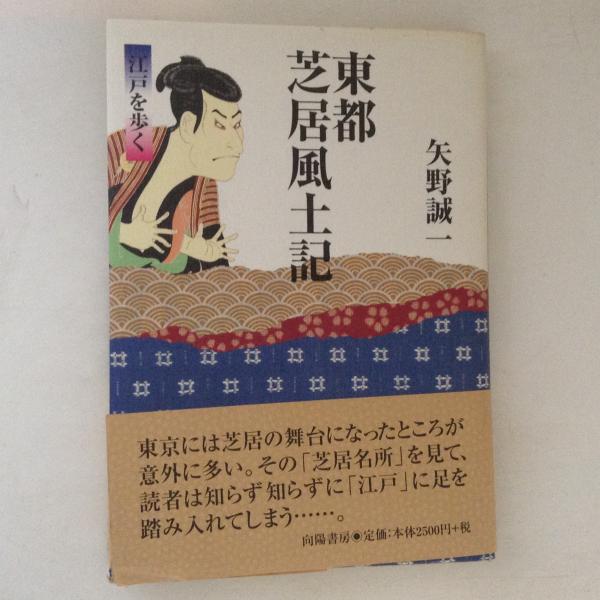 東都
芝居風土記
矢野誠一
江戸を歩く
東京には芝居の舞台になったところが
意外に多い。その「芝居名所」を見て、
読者は知らず知らずに「江戸」に足を
踏み入れてしまう……。
向陽書房◉定価:本体2500円+税